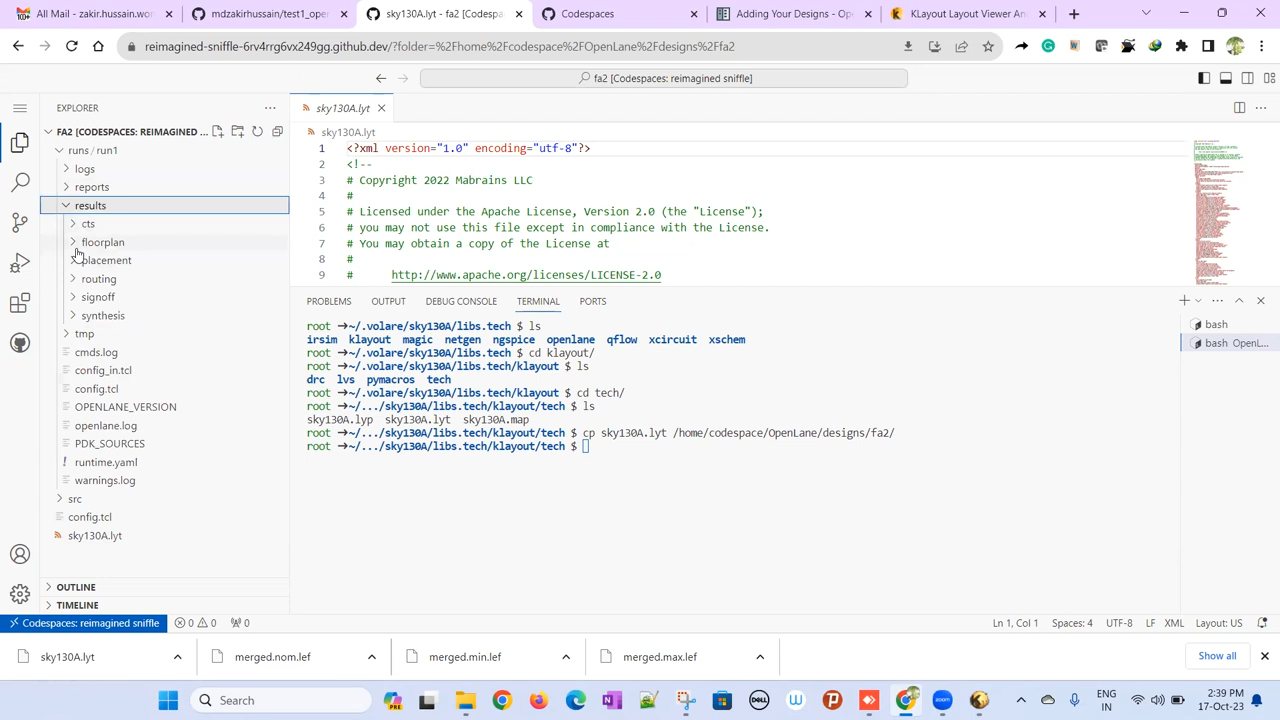 All Mail - zakir.hussain.work
mdzakirhussain/test1_oper
sky130A.lyt - fa2 [Codespac
Codespaces
Adding Your Designs - Ope
KLayout Layout Viewer An
reimagined-sniffle-6rv4rrg6vx249gg.github.dev/?folder=%2Fhome%2Fcodespace%2FOpenLane%2Fdesigns%2Ffa2
fa2 [Codespaces: reimagined sniffle]
EXPLORER
FA2 [CODESPACES: REIMAGINED ...
runs / run1
logs
reports
results
cts
floorplan
placement
routing
signoff
synthesis
tmp
cmds.log
config_in.tcl
config.tcl
OPENLANE_VERSION
openlane.log
PDK_SOURCES
runtime.yaml
warnings.log
src
config.tcl
sky130A.lyt
OUTLINE
TIMELINE
sky130A.lyt
sky130A.lyt
1 <?xml version="1.0" encoding="utf-8"?>
2 <!--
3 # Copyright 2022 Mabrains
4 #
5 # Licensed under the Apache License, Version 2.0 (the "License");
6 # you may not use this file except in compliance with the License.
7 # You may obtain a copy of the License at
8 #
9 # http://www.apache.org/licenses/LICENSE-2.0
PROBLEMS OUTPUT DEBUG CONSOLE TERMINAL PORTS
root ➜ ~/.volare/sky130A/libs.tech $ ls
irsim klayout magic netgen ngspice openlane qflow xcircuit xschem
root ➜ ~/.volare/sky130A/libs.tech $ cd klayout/
root ➜ ~/.volare/sky130A/libs.tech/klayout $ ls
drc lvs pymacros tech
root ➜ ~/.volare/sky130A/libs.tech/klayout $ cd tech/
root ➜ ~/.../sky130A/libs.tech/klayout/tech $ ls
sky130A.lyp sky130A.lyt sky130A.map
root ➜ ~/.../sky130A/libs.tech/klayout/tech $ cp sky130A.lyt /home/codespace/OpenLane/designs/fa2/
root ➜ ~/.../sky130A/libs.tech/klayout/tech $
bash
bash OpenL...
Codespaces: reimagined sniffle
0 0 0
Ln 1, Col 1 Spaces: 4 UTF-8 LF XML Layout: US
sky130A.lyt
merged.nom.lef
merged.min.lef
merged.max.lef
Show all
Search
ENG
IN
2:39 PM
17-Oct-23